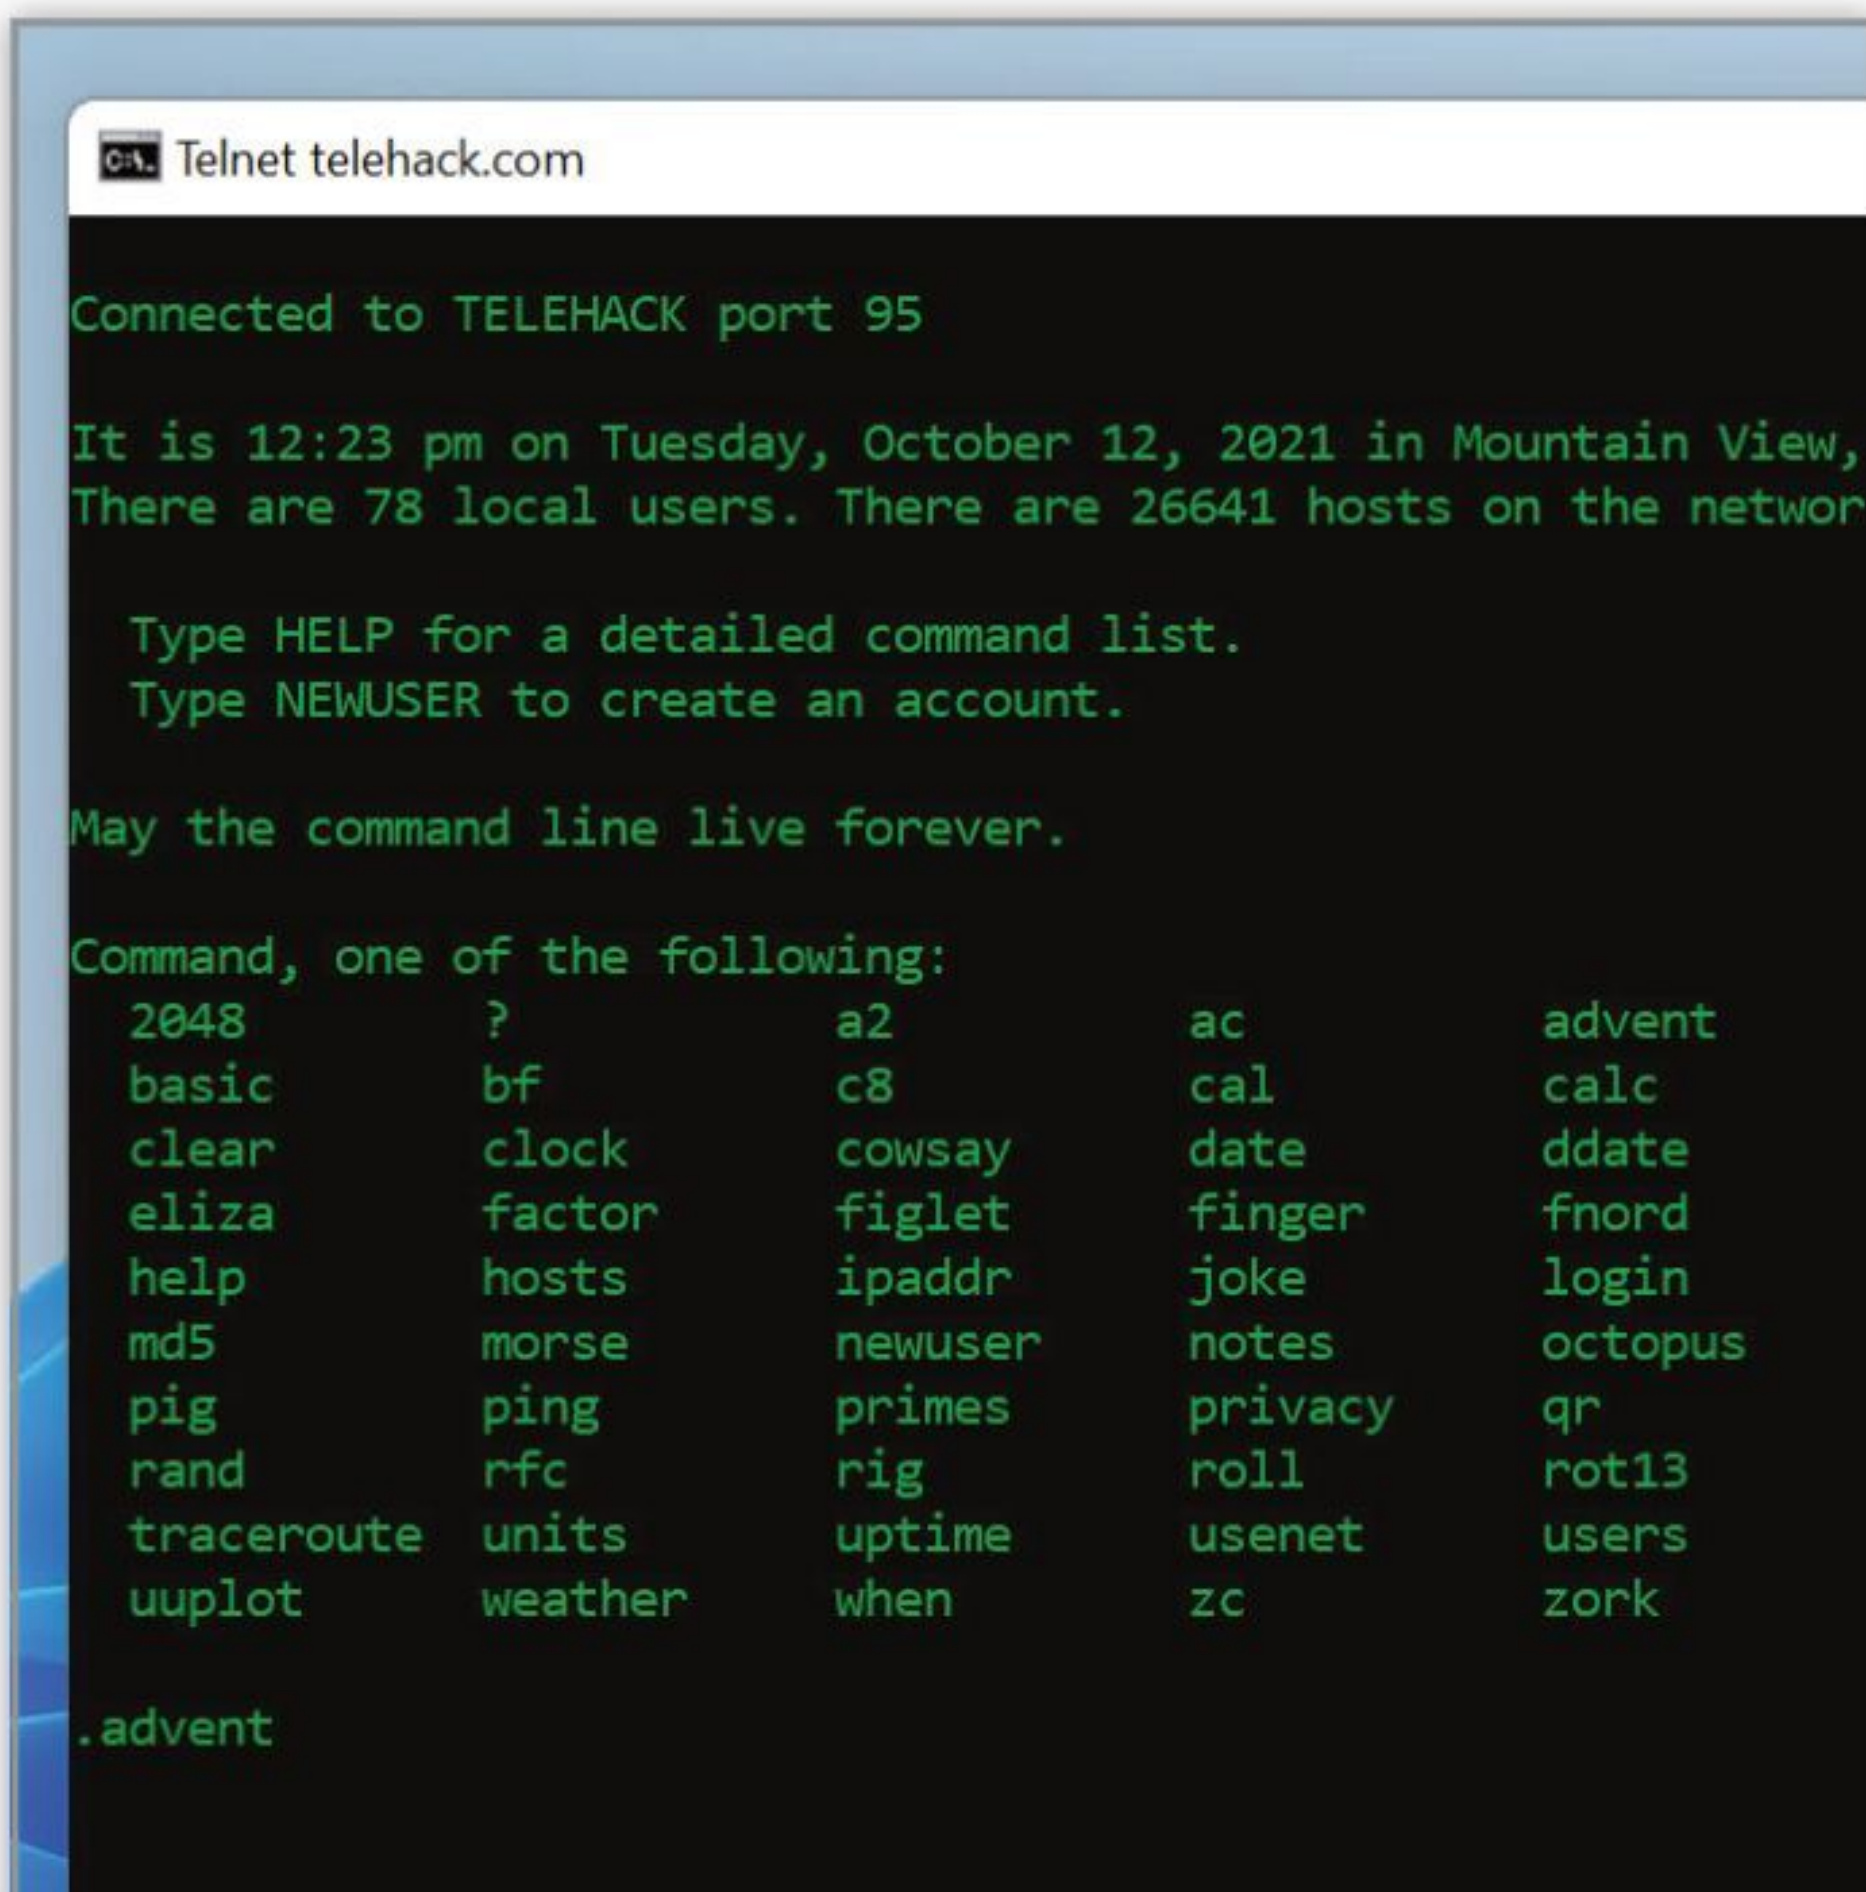 C:\.
Telnet telehack.com
Connected to TELEHACK port 95
It is 12:23 pm on Tuesday, October 12, 2021 in Mountain View,
There are 78 local users. There are 26641 hosts on the networ
Type HELP for a detailed command list.
Type NEWUSER to create an account.
May the command line live forever.
Command, one of the following:
2048 ? a2 ac advent
basic bf c8 cal calc
clear clock cowsay date ddate
eliza factor figlet finger fnord
help hosts ipaddr joke login
md5 morse newuser notes octopus
pig ping primes privacy qr
rand rfc rig roll rot13
traceroute units uptime usenet users
uuplot weather when zc zork
.advent